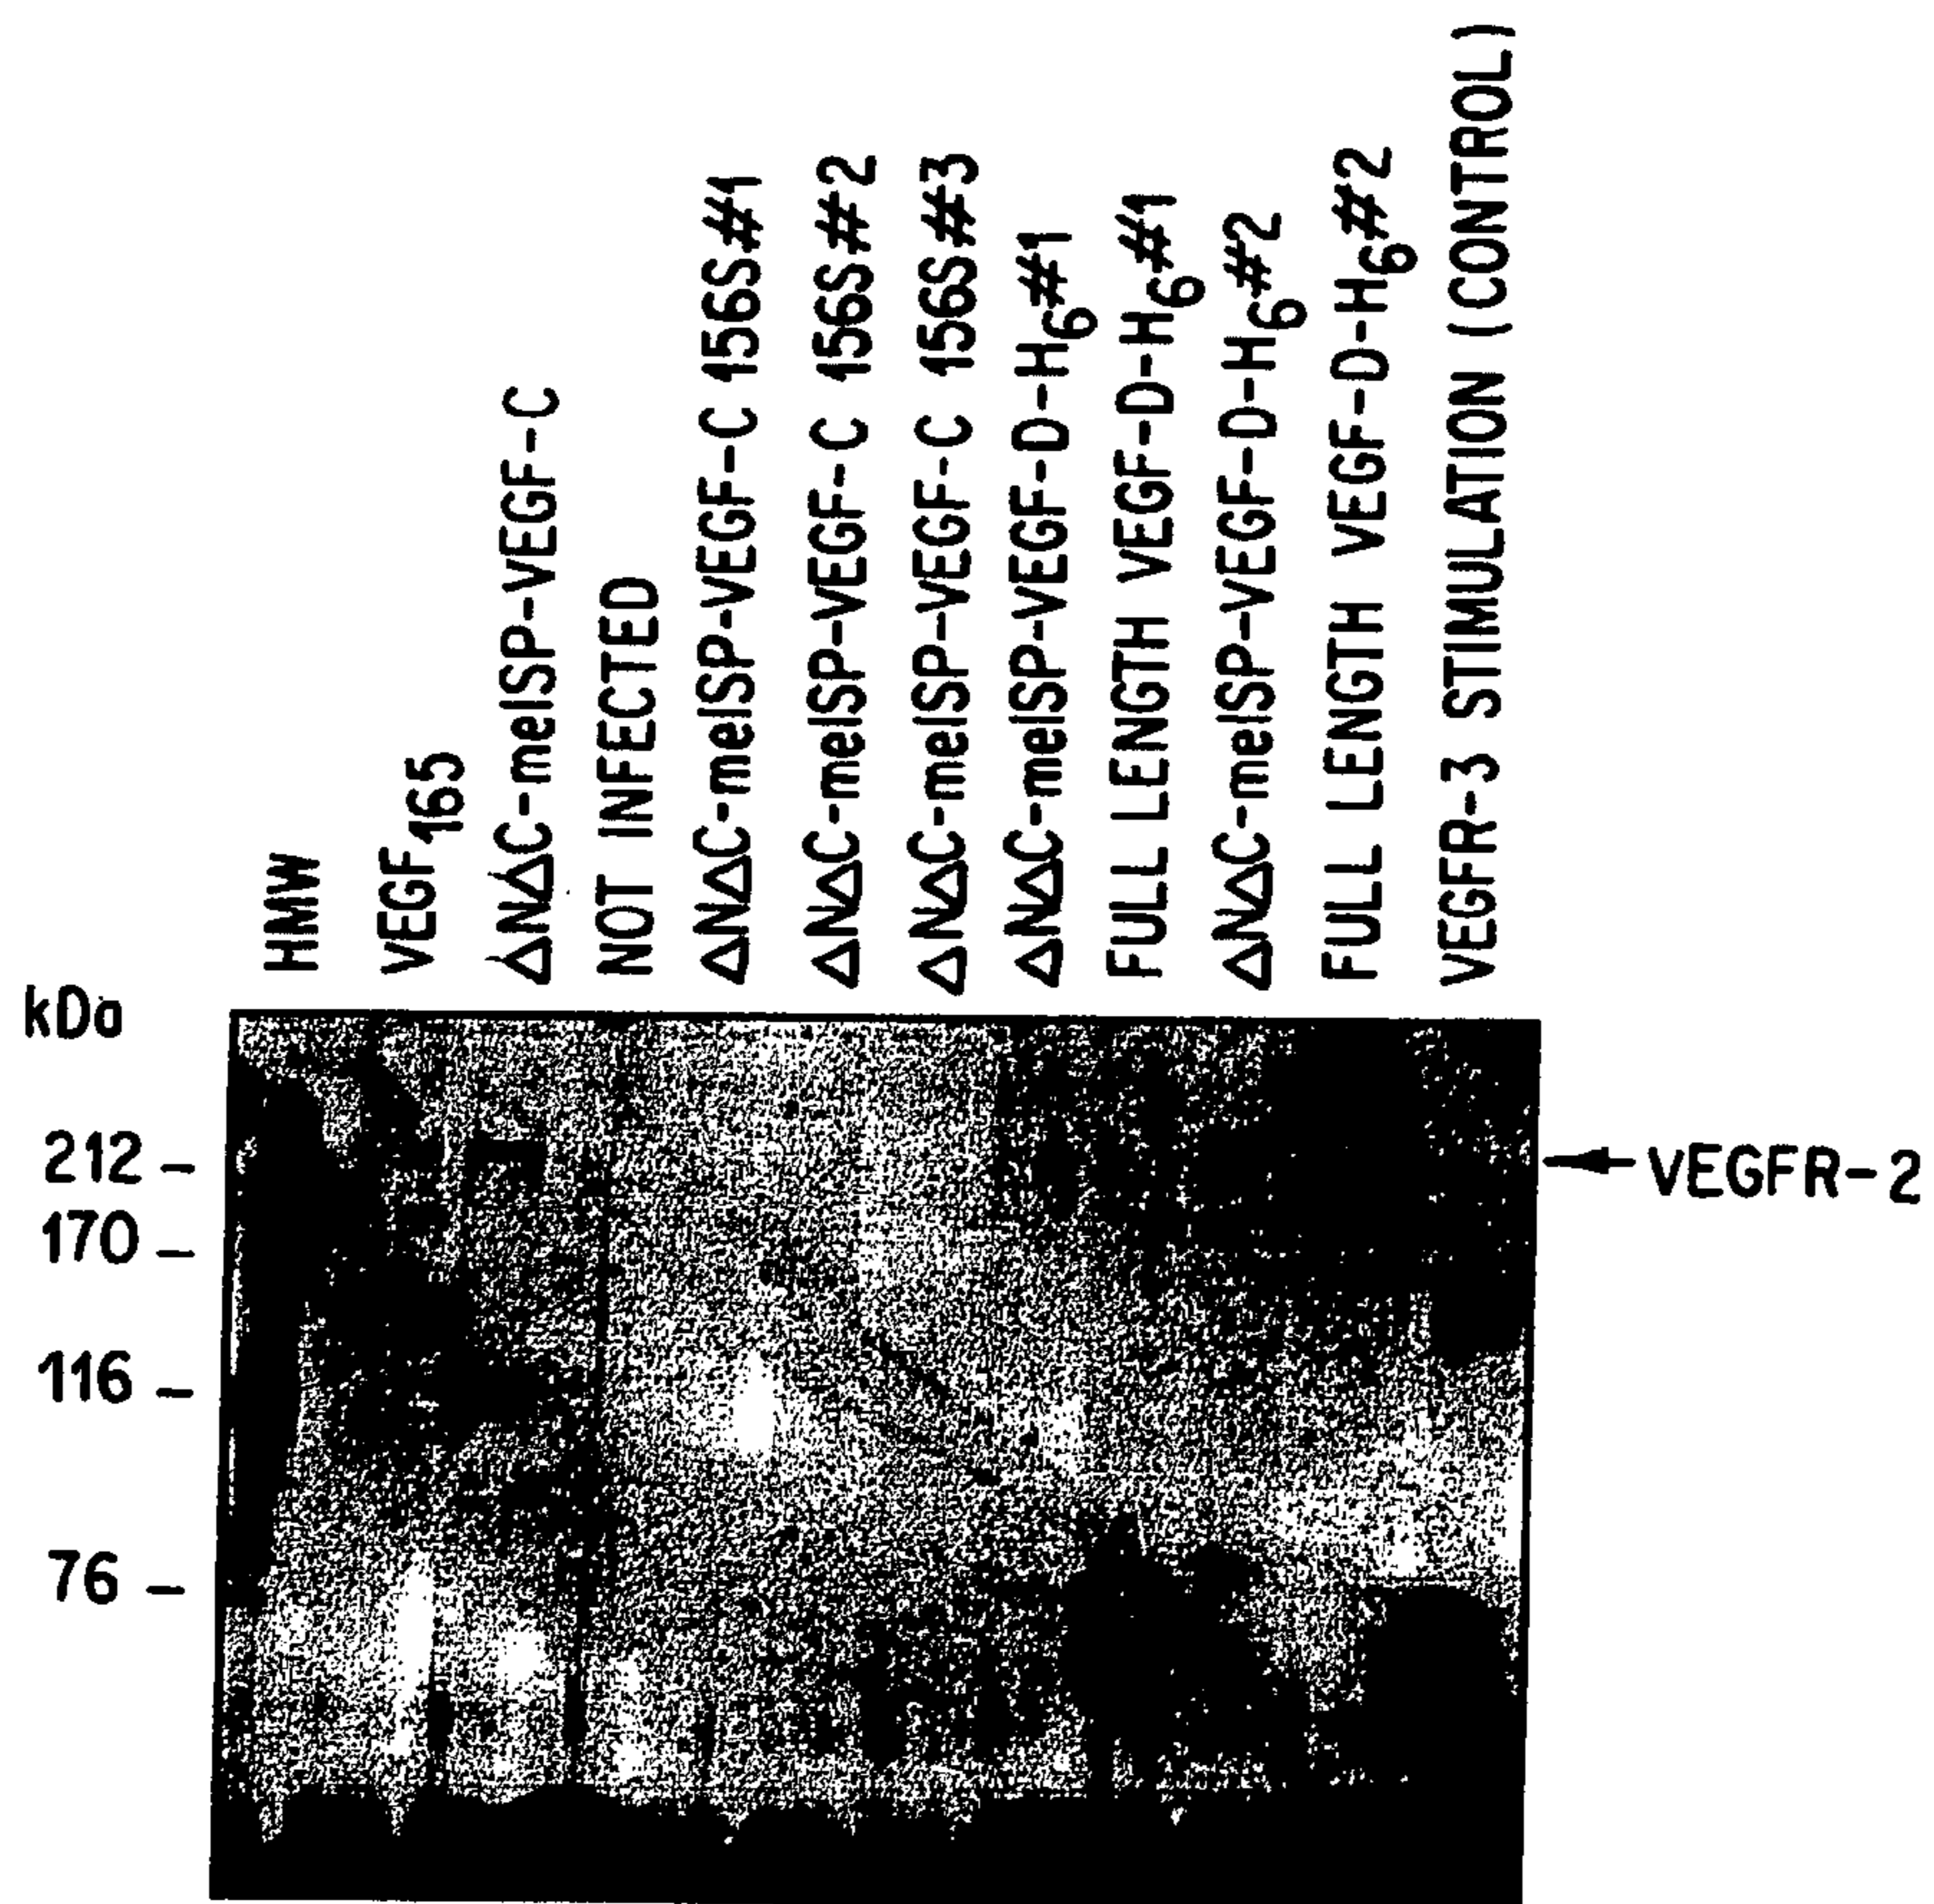 HMW
VEGF165
ΔNΔC-melSP-VEGF-C
NOT INFECTED
ΔNΔC-melSP-VEGF-C 156S#1
ΔNΔC-melSP-VEGF-C 156S#2
ΔNΔC-melSP-VEGF-C 156S#3
ΔNΔC-melSP-VEGF-D-H6#1
FULL LENGTH VEGF-D-H6#1
ΔNΔC-melSP-VEGF-D-H6#2
FULL LENGTH VEGF-D-H6#2
VEGFR-3 STIMULATION (CONTROL)
kDa
212
VEGFR-2
170
116
76